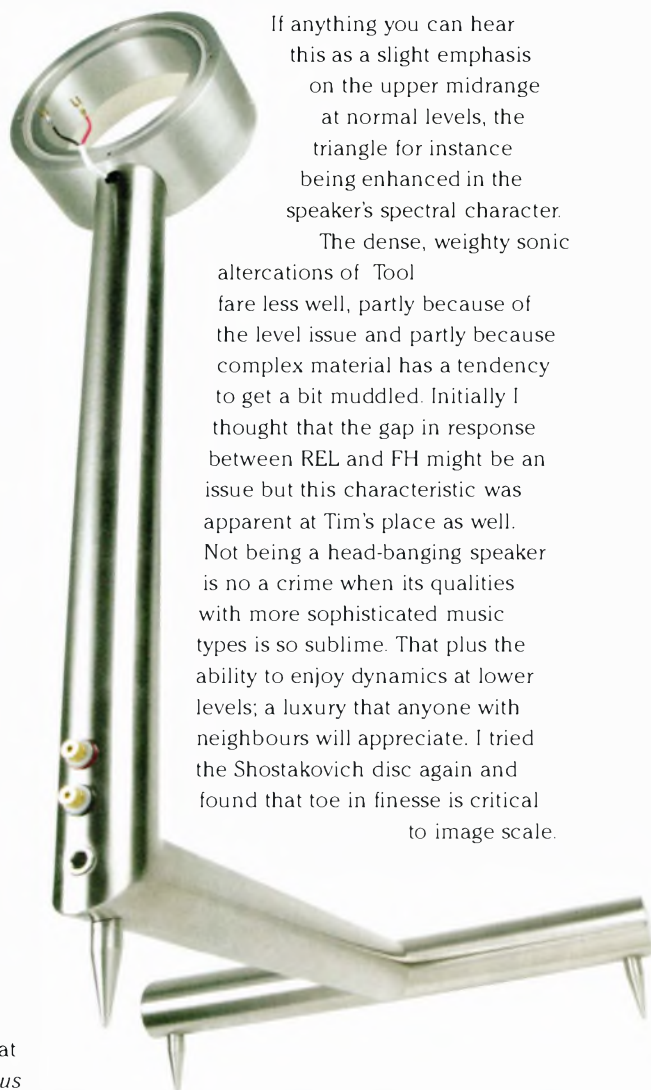 If anything you can hear
this as a slight emphasis
on the upper midrange
at normal levels, the
triangle for instance
being enhanced in the
speaker's spectral character.
The dense, weighty sonic
altercations of Tool
fare less well, partly because of
the level issue and partly because
complex material has a tendency
to get a bit muddled. Initially I
thought that the gap in response
between REL and FH might be an
issue but this characteristic was
apparent at Tim's place as well.
Not being a head-banging speaker
is no a crime when its qualities
with more sophisticated music
types is so sublime. That plus the
ability to enjoy dynamics at lower
levels; a luxury that anyone with
neighbours will appreciate. I tried
the Shostakovich disc again and
found that toe in finesse is critical
to image scale.
at
us